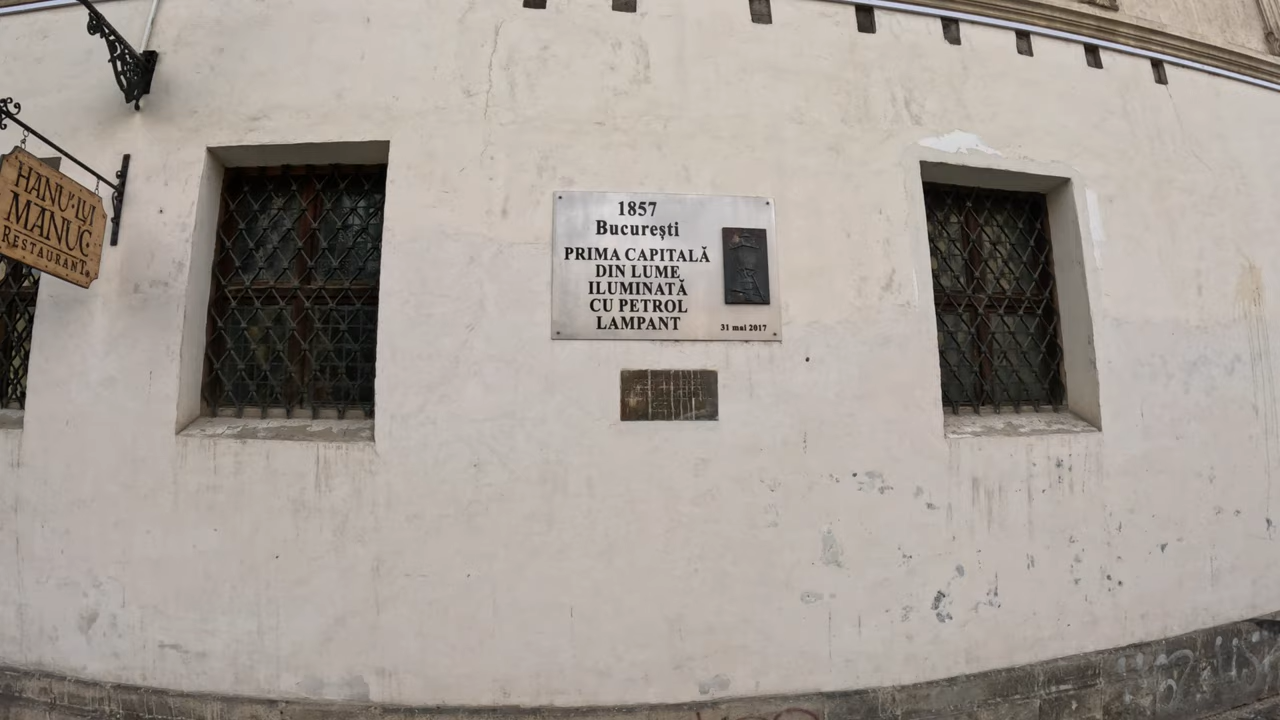 HANU'LUI
MANUC
RESTAURANT
1857
București
PRIMA CAPITALĂ
DIN LUME
ILUMINATĂ
CU PETROL
LAMPANT
31 mai 2017